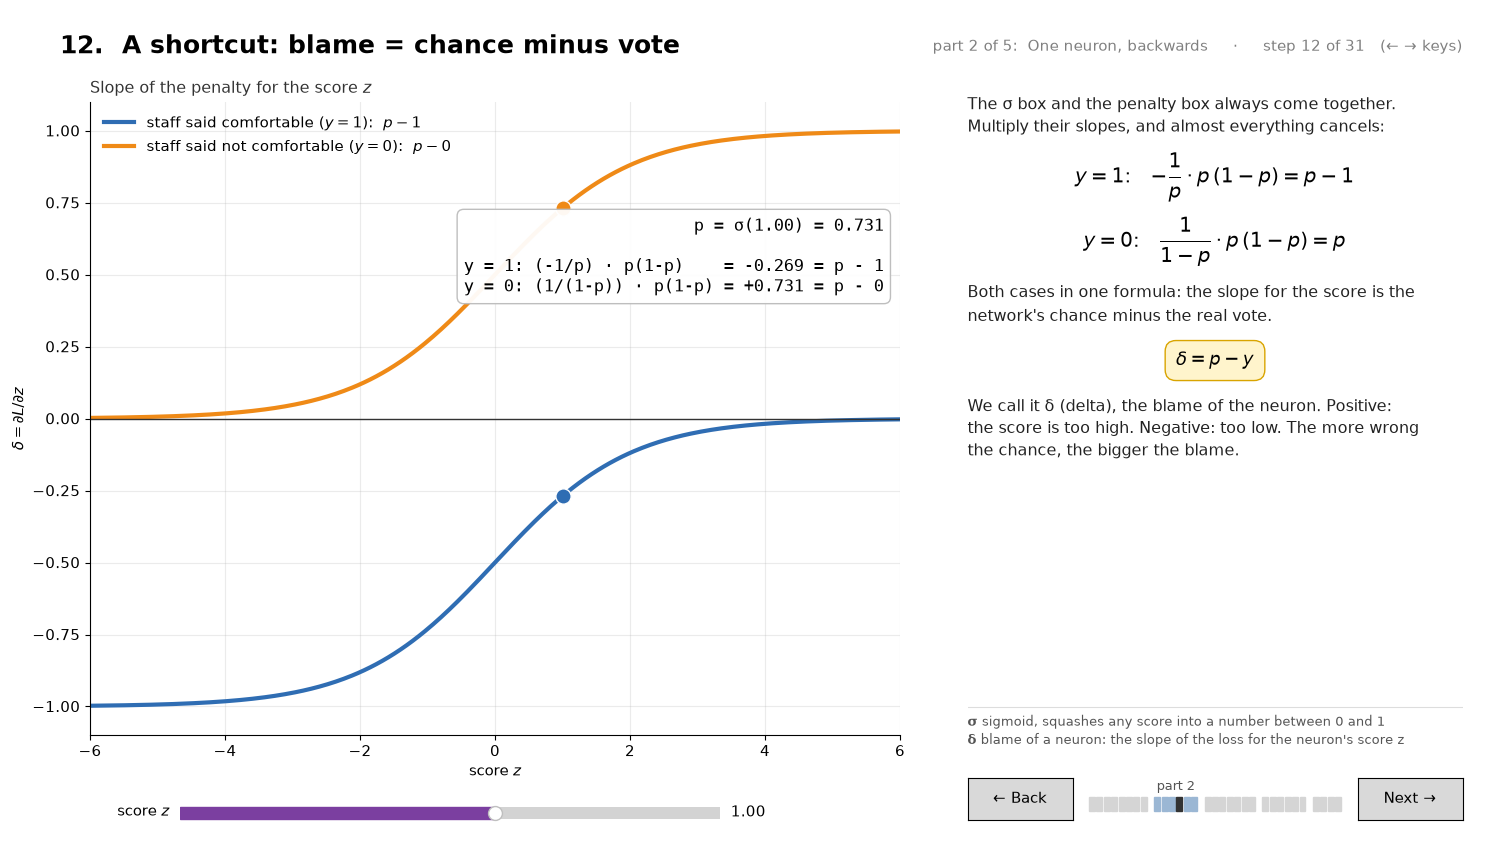 12. A shortcut: blame = chance minus vote
part 2 of 5: One neuron, backwards · step 12 of 31 (← → keys)
Slope of the penalty for the score z
staff said comfortable (y = 1): p − 1
staff said not comfortable (y = 0): p − 0
1.00
0.75
0.50
0.25
0.00
−0.25
−0.50
−0.75
−1.00
δ = ∂L/∂z
p = σ(1.00) = 0.731
y = 1: (-1/p) · p(1-p) = -0.269 = p - 1
y = 0: (1/(1-p)) · p(1-p) = +0.731 = p - 0
−6 −4 −2 0 2 4 6
score z
score z 1.00
The σ box and the penalty box always come together.
Multiply their slopes, and almost everything cancels:
y = 1: −1/p · p (1 − p) = p − 1
y = 0: 1/(1 − p) · p (1 − p) = p
Both cases in one formula: the slope for the score is the
network's chance minus the real vote.
δ = p − y
We call it δ (delta), the blame of the neuron. Positive:
the score is too high. Negative: too low. The more wrong
the chance, the bigger the blame.
σ sigmoid, squashes any score into a number between 0 and 1
δ blame of a neuron: the slope of the loss for the neuron's score z
← Back
part 2
Next →